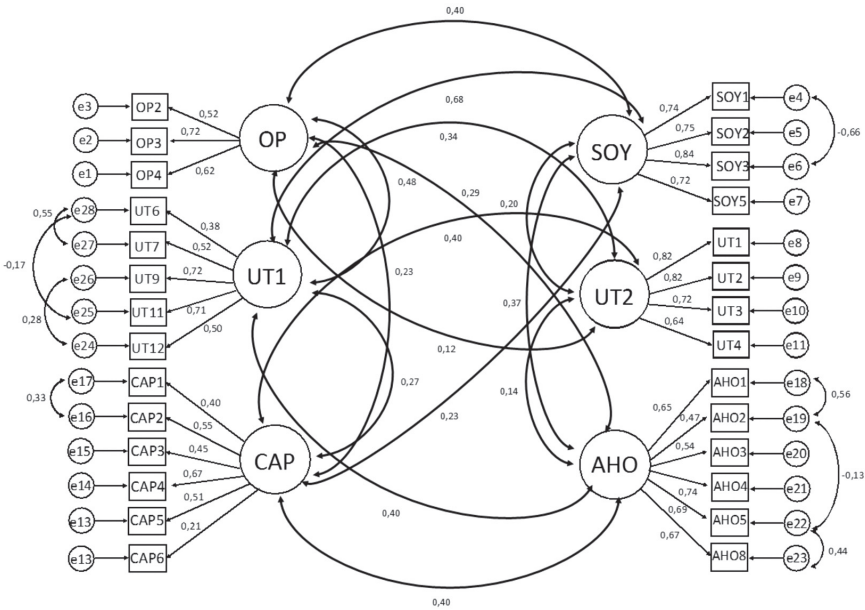 0,40
e3 OP2 0,52
e2 OP3 0,72
e1 OP4 0,62
OP
e28 UT6 0,38
0,55
e27 UT7 0,52
-0,17
e26 UT9 0,72
UT1
e25 UT11 0,71
0,28
e24 UT12 0,50
e17 CAP1 0,40
0,33
e16 CAP2 0,55
e15 CAP3 0,45
CAP
e14 CAP4 0,67
e13 CAP5 0,51
e13 CAP6 0,21
0,68
0,34
0,48
0,29
0,20
0,40
0,23
0,37
0,12
0,27
0,14
0,23
0,40
0,40
SOY
0,74 SOY1 e4
0,75 SOY2 e5
-0,66
0,84 SOY3 e6
0,72 SOY5 e7
UT2
0,82 UT1 e8
0,82 UT2 e9
0,72 UT3 e10
0,64 UT4 e11
AHO
0,65 AHO1 e18
0,56
0,47 AHO2 e19
0,54 AHO3 e20
-0,13
0,74 AHO4 e21
0,69 AHO5 e22
0,44
0,67 AHO8 e23